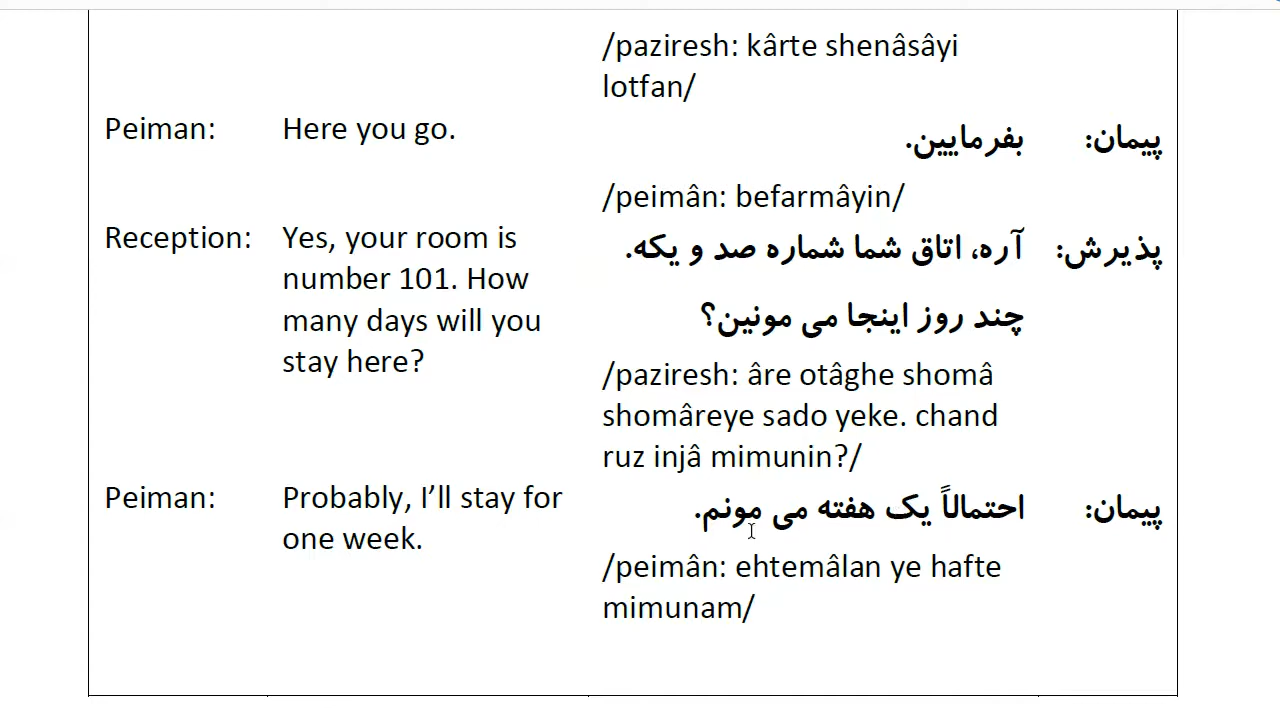 /paziresh: kârte shenâsâyi
lotfan/
Peiman: Here you go. بفرمایین. پیمان:
/peimân: befarmâyin/
Reception: Yes, your room is آره، اتاق شما شماره صد و یکه. پذیرش:
number 101. How
many days will you چند روز اینجا می مونین؟
stay here?
/paziresh: âre otâghe shomâ
shomâreye sado yeke. chand
ruz injâ mimunin?/
Peiman: Probably, I’ll stay for احتمالاً یک هفته می مونم. پیمان:
one week.
/peimân: ehtemâlan ye hafte
mimunam/